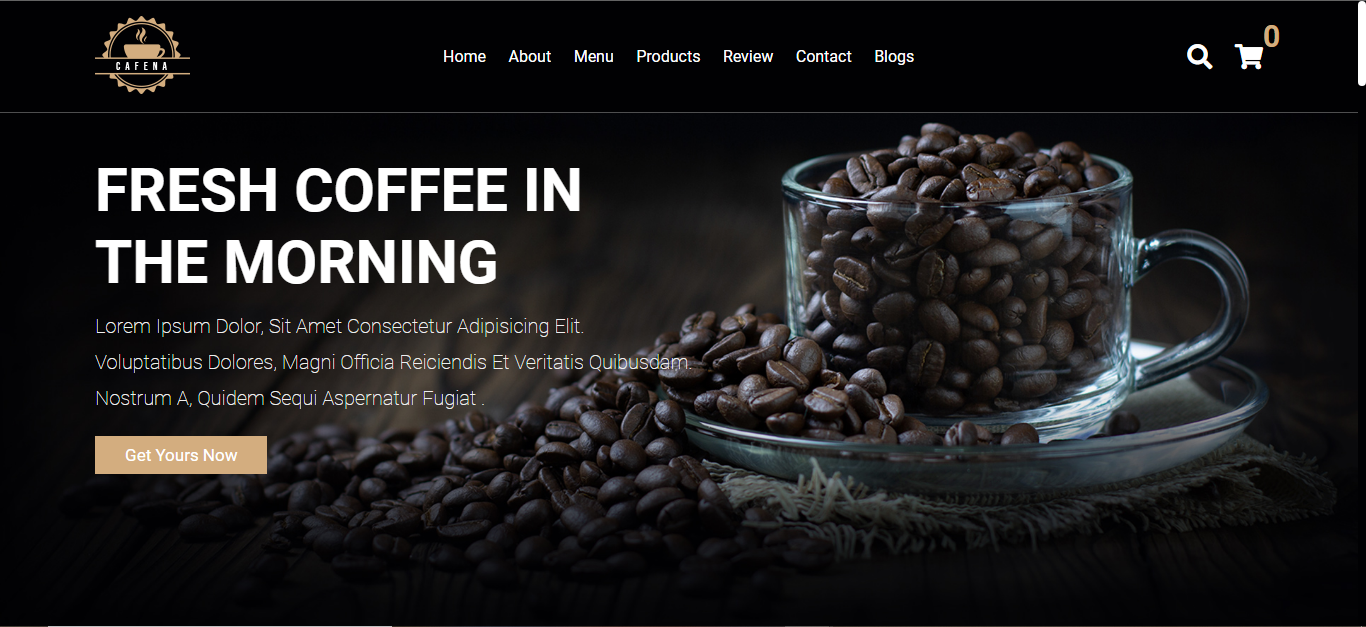 CAFENA
Home About Menu Products Review Contact Blogs
0
FRESH COFFEE IN
THE MORNING
Lorem Ipsum Dolor, Sit Amet Consectetur Adipisicing Elit.
Voluptatibus Dolores, Magni Officia Reiciendis Et Veritatis Quibusdam.
Nostrum A, Quidem Sequi Aspernatur Fugiat .
Get Yours Now